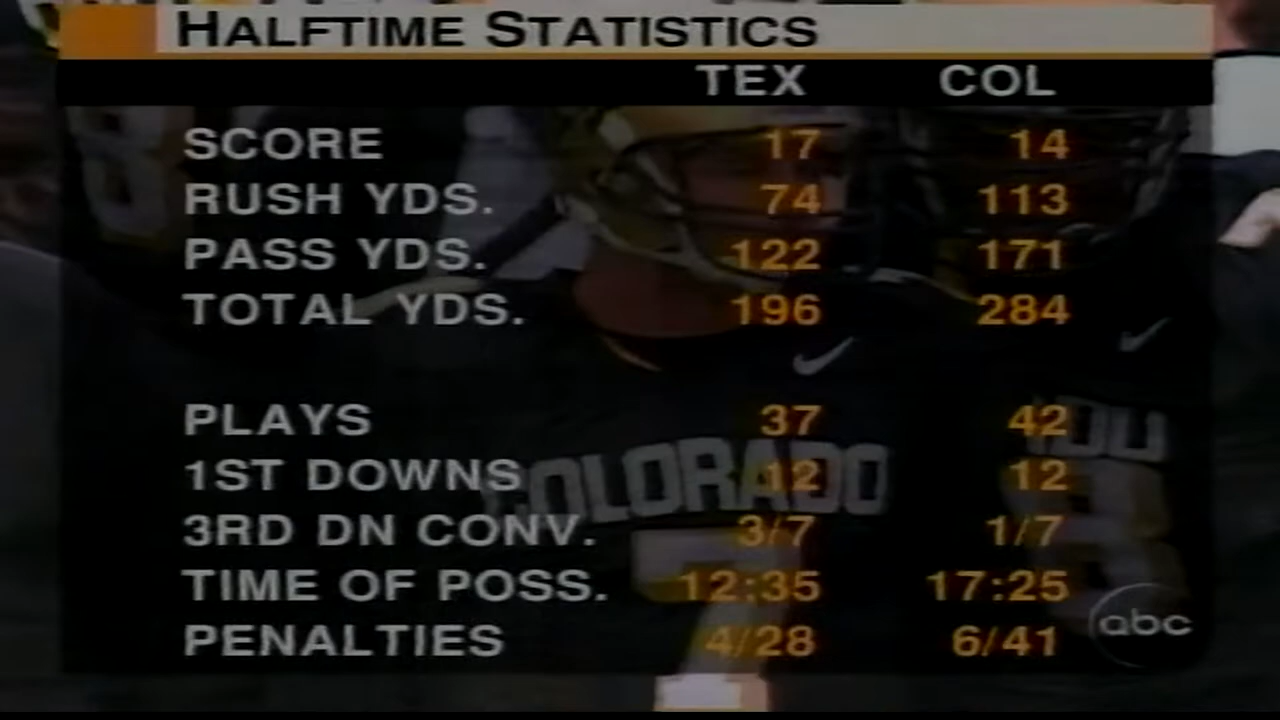 HALFTIME STATISTICS
TEX COL
SCORE 17 14
RUSH YDS. 74 113
PASS YDS. 122 171
TOTAL YDS. 196 284
PLAYS 37 42
1ST DOWNS 12 12
3RD DN CONV. 3/7 1/7
TIME OF POSS. 12:35 17:25
PENALTIES 4/28 6/41
COLORADO
7
abc